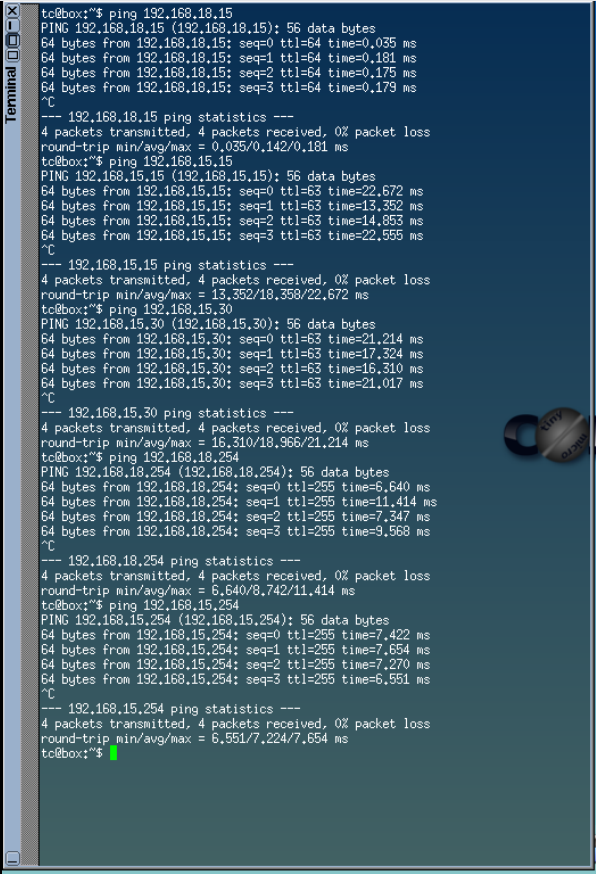 Terminal
tc@box:~$ ping 192.168.18.15
PING 192.168.18.15 (192.168.18.15): 56 data bytes
64 bytes from 192.168.18.15: seq=0 ttl=64 time=0.035 ms
64 bytes from 192.168.18.15: seq=1 ttl=64 time=0.181 ms
64 bytes from 192.168.18.15: seq=2 ttl=64 time=0.175 ms
64 bytes from 192.168.18.15: seq=3 ttl=64 time=0.179 ms
^C
--- 192.168.18.15 ping statistics ---
4 packets transmitted, 4 packets received, 0% packet loss
round-trip min/avg/max = 0.035/0.142/0.181 ms
tc@box:~$ ping 192.168.15.15
PING 192.168.15.15 (192.168.15.15): 56 data bytes
64 bytes from 192.168.15.15: seq=0 ttl=63 time=22.672 ms
64 bytes from 192.168.15.15: seq=1 ttl=63 time=13.352 ms
64 bytes from 192.168.15.15: seq=2 ttl=63 time=14.853 ms
64 bytes from 192.168.15.15: seq=3 ttl=63 time=22.555 ms
^C
--- 192.168.15.15 ping statistics ---
4 packets transmitted, 4 packets received, 0% packet loss
round-trip min/avg/max = 13.352/18.358/22.672 ms
tc@box:~$ ping 192.168.15.30
PING 192.168.15.30 (192.168.15.30): 56 data bytes
64 bytes from 192.168.15.30: seq=0 ttl=63 time=21.214 ms
64 bytes from 192.168.15.30: seq=1 ttl=63 time=17.324 ms
64 bytes from 192.168.15.30: seq=2 ttl=63 time=16.310 ms
64 bytes from 192.168.15.30: seq=3 ttl=63 time=21.017 ms
^C
--- 192.168.15.30 ping statistics ---
4 packets transmitted, 4 packets received, 0% packet loss
round-trip min/avg/max = 16.310/18.966/21.214 ms
tc@box:~$ ping 192.168.18.254
PING 192.168.18.254 (192.168.18.254): 56 data bytes
64 bytes from 192.168.18.254: seq=0 ttl=255 time=6.640 ms
64 bytes from 192.168.18.254: seq=1 ttl=255 time=11.414 ms
64 bytes from 192.168.18.254: seq=2 ttl=255 time=7.347 ms
64 bytes from 192.168.18.254: seq=3 ttl=255 time=9.568 ms
^C
--- 192.168.18.254 ping statistics ---
4 packets transmitted, 4 packets received, 0% packet loss
round-trip min/avg/max = 6.640/8.742/11.414 ms
tc@box:~$ ping 192.168.15.254
PING 192.168.15.254 (192.168.15.254): 56 data bytes
64 bytes from 192.168.15.254: seq=0 ttl=255 time=7.422 ms
64 bytes from 192.168.15.254: seq=1 ttl=255 time=7.654 ms
64 bytes from 192.168.15.254: seq=2 ttl=255 time=7.270 ms
64 bytes from 192.168.15.254: seq=3 ttl=255 time=6.551 ms
^C
--- 192.168.15.254 ping statistics ---
4 packets transmitted, 4 packets received, 0% packet loss
round-trip min/avg/max = 6.551/7.224/7.654 ms
tc@box:~$
tiny
micro